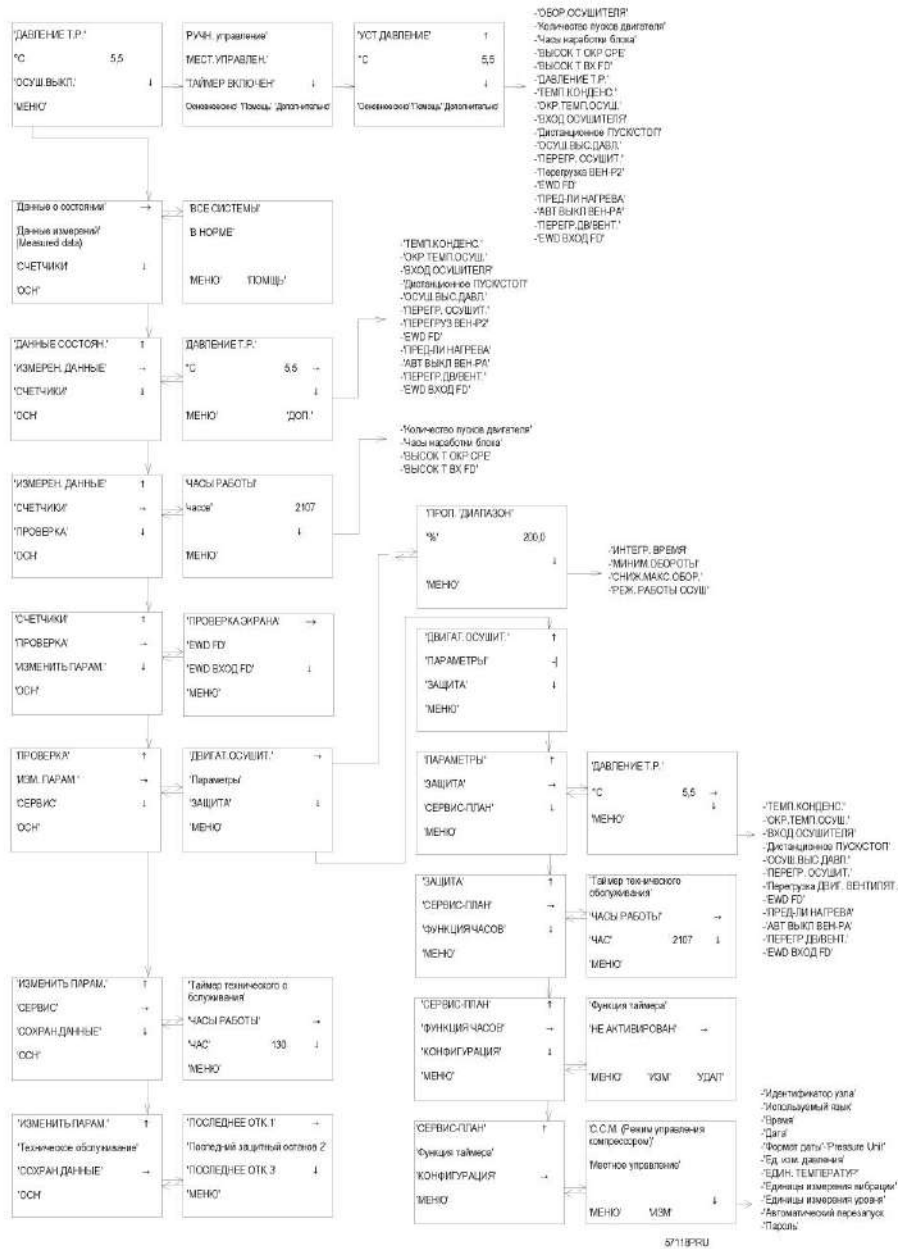 'ДАВЛЕНИЕ Т.Р.'
°C 5,5
'ОСУШ.ВЫКЛ.' ↓
'МЕНЮ'
'РУЧН. управление'
'МЕСТ.УПРАВЛЕН.'
'ТАЙМЕР ВКЛЮЧЕН' ↓
'Основное экно' 'Помощь' 'Дополнительно'
'УСТ.ДАВЛЕНИЕ' ↑
°C 5,5
↓
'Основное экно' 'Помощь' 'Дополнительно'
-'ОБОР.ОСУШИТЕЛЯ'
-'Количество пусков двигателя'
-'Часы наработки блока'
-'ВЫСОК Т ОКР СРЕ'
-'ВЫСОК Т ВХ FD'
-'ДАВЛЕНИЕ Т.Р.'
-'ТЕМП.КОНДЕНС.'
-'ОКР.ТЕМП.ОСУШ.'
-'ВХОД ОСУШИТЕЛЯ'
-'Дистанционное ПУСК/СТОП'
-'ОСУШ.ВЫС.ДАВЛ.'
-'ПЕРЕГР. ОСУШИТ.'
-'Перегрузка ВЕН-Р2'
-'EWD FD'
-'ПРЕД-ЛИ НАГРЕВА'
-'АВТ ВЫКЛ ВЕН-РА'
-'ПЕРЕГР.ДВ/ВЕНТ.'
-'EWD ВХОД FD'
'Данные о состоянии' →
'Данные измерений'
(Measured data)
'СЧЕТЧИКИ' ↓
'ОСН'
'ВСЕ СИСТЕМЫ'
'В НОРМЕ'
'МЕНЮ' 'ПОМЩЬ'
'ДАННЫЕ СОСТОЯН.' ↑
'ИЗМЕРЕН. ДАННЫЕ' →
'СЧЕТЧИКИ' ↓
'ОСН'
'ДАВЛЕНИЕ Т.Р.'
°C 5,5 →
↓
'МЕНЮ' 'ДОП.'
-'ТЕМП.КОНДЕНС.'
-'ОКР.ТЕМП.ОСУШ.'
-'ВХОД ОСУШИТЕЛЯ'
-'Дистанционное ПУСК/СТОП'
-'ОСУШ.ВЫС.ДАВЛ.'
-'ПЕРЕГР. ОСУШИТ.'
-'ПЕРЕГРУЗ ВЕН-Р2'
-'EWD FD'
-'ПРЕД-ЛИ НАГРЕВА'
-'АВТ ВЫКЛ ВЕН-РА'
-'ПЕРЕГР.ДВ/ВЕНТ.'
-'EWD ВХОД FD'
'ИЗМЕРЕН. ДАННЫЕ' ↑
'СЧЕТЧИКИ' →
'ПРОВЕРКА' ↓
'ОСН'
'ЧАСЫ РАБОТЫ'
'часов' 2107
↓
'МЕНЮ'
-'Количество пусков двигателя'
-'Часы наработки блока'
-'ВЫСОК Т ОКР СРЕ'
-'ВЫСОК Т ВХ FD'
'ПРОП. 'ДИАПАЗОН'
'%' 200,0
↓
'МЕНЮ'
-'ИНТЕГР. ВРЕМЯ'
-'МИНИМ.ОБОРОТЫ'
-'СНИЖ.МАКС.ОБОР.'
-'РЕЖ. РАБОТЫ ОСУШ'
'СЧЕТЧИКИ' ↑
'ПРОВЕРКА' →
'ИЗМЕНИТЬ ПАРАМ.' ↓
'ОСН'
'ПРОВЕРКА ЭКРАНА' →
'EWD FD'
'EWD ВХОД FD' ↓
'МЕНЮ'
'ДВИГАТ. ОСУШИТ.' ↑
'ПАРАМЕТРЫ' →
'ЗАЩИТА' ↓
'МЕНЮ'
'ПРОВЕРКА' ↑
'ИЗМ. ПАРАМ.' →
'СЕРВИС' ↓
'ОСН'
'ДВИГАТ.ОСУШИТ.' →
'Параметры'
'ЗАЩИТА' ↓
'МЕНЮ'
'ПАРАМЕТРЫ' ↑
'ЗАЩИТА' →
'СЕРВИС-ПЛАН' ↓
'МЕНЮ'
'ДАВЛЕНИЕ Т.Р.'
°C 5,5 →
↓
'МЕНЮ'
-'ТЕМП.КОНДЕНС.'
-'ОКР.ТЕМП.ОСУШ.'
-'ВХОД ОСУШИТЕЛЯ'
-'Дистанционное ПУСК/СТОП'
-'ОСУШ.ВЫС.ДАВЛ.'
-'ПЕРЕГР. ОСУШИТ.'
-'Перегрузка ДВИГ. ВЕНТИЛЯТ.
-'EWD FD'
-'ПРЕД-ЛИ НАГРЕВА'
-'АВТ ВЫКЛ ВЕН-РА'
-'ПЕРЕГР.ДВ/ВЕНТ.'
-'EWD ВХОД FD'
'ЗАЩИТА' ↑
'СЕРВИС-ПЛАН' →
'ФУНКЦИЯ ЧАСОВ' ↓
'МЕНЮ'
'Таймер технического
обслуживания'
'ЧАСЫ РАБОТЫ' →
'ЧАС' 2107 ↓
'МЕНЮ'
'ИЗМЕНИТЬ ПАРАМ.' ↑
'СЕРВИС' →
'СОХРАН.ДАННЫЕ' ↓
'ОСН'
'Таймер технического о
бслуживания'
'ЧАСЫ РАБОТЫ' →
'ЧАС' 130 ↓
'МЕНЮ'
'СЕРВИС-ПЛАН' ↑
'ФУНКЦИЯ ЧАСОВ' →
'КОНФИГУРАЦИЯ' ↓
'МЕНЮ'
'Функция таймера'
'НЕ АКТИВИРОВАН' →
'МЕНЮ' 'ИЗМ' 'УДАЛ'
'ИЗМЕНИТЬ ПАРАМ.' ↑
'Техническое обслуживание'
'СОХРАН ДАННЫЕ' →
'ОСН'
'ПОСЛЕДНЕЕ ОТК.1' →
'Последний защитный останов 2
'ПОСЛЕДНЕЕ ОТК 3 ↓
'МЕНЮ'
'СЕРВИС-ПЛАН' ↑
'Функция таймера'
'КОНФИГУРАЦИЯ' →
'МЕНЮ'
'C.C.M. (Режим управления
компрессором)'
'Местное управление'
↓
'МЕНЮ' 'ИЗМ'
-'Идентификатор узла'
-'Используемый язык'
-'Время'
-'Дата'
-'Формат даты'-'Pressure Unit'
-'Ед. изм. давления'
-'ЕДИН. ТЕМПЕРАТУР'
-'Единицы измерения вибрации'
-'Единицы измерения уровня'
-'Автоматический перезапуск
-'Пароль'
57118PRU